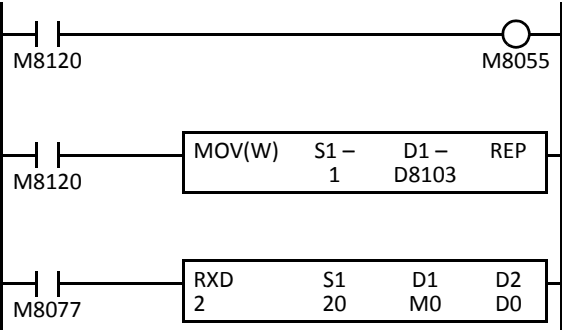 M8120
M8055
MOV(W) S1 – D1 – REP
1 D8103
M8120
RXD S1 D1 D2
2 20 M0 D0
M8077